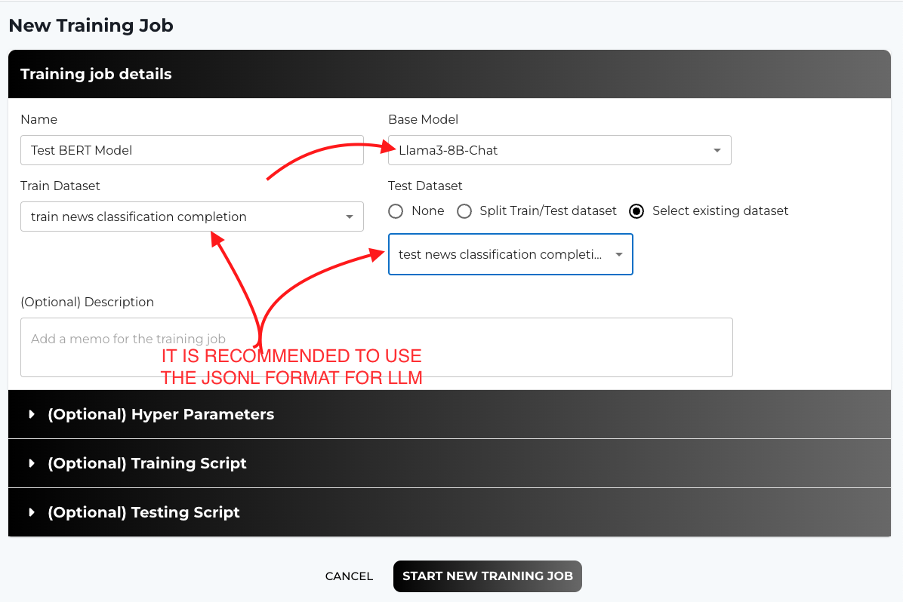 New Training Job
Training job details
Name
Base Model
Test BERT Model
Llama3-8B-Chat
Train Dataset
Test Dataset
train news classification completion
None
Split Train/Test dataset
Select existing dataset
test news classification completi...
(Optional) Description
Add a memo for the training job
IT IS RECOMMENDED TO USE
THE JSONL FORMAT FOR LLM
(Optional) Hyper Parameters
(Optional) Training Script
(Optional) Testing Script
CANCEL
START NEW TRAINING JOB